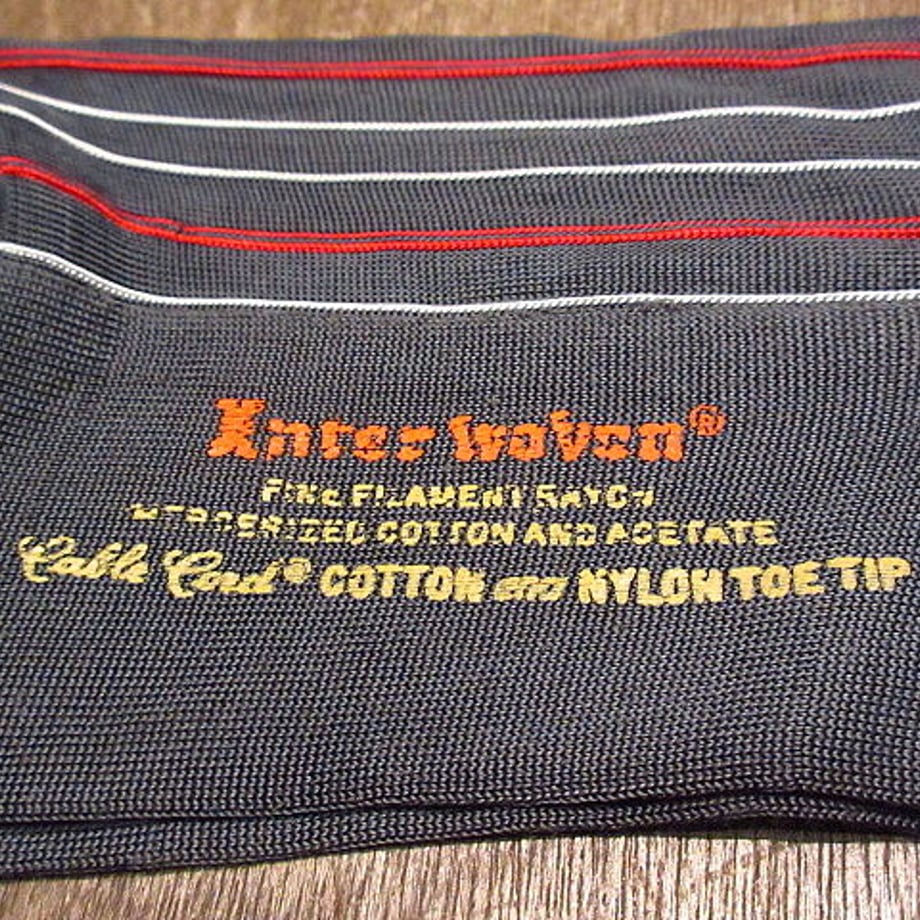 Interwoven®
FINE FILAMENT RAYON
MERCERIZED COTTON AND ACETATE
Cable Cord® COTTON and NYLON TOE TIP